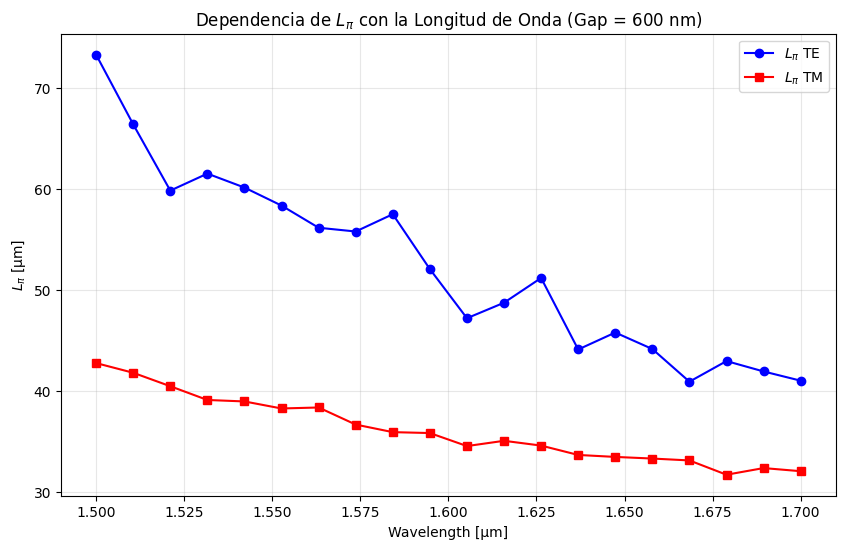 Dependencia de $L_\pi$ con la Longitud de Onda (Gap = 600 nm)
$L_\pi$ TE
$L_\pi$ TM
$L_\pi$ [μm]
70
60
50
40
30
1.500 1.525 1.550 1.575 1.600 1.625 1.650 1.675 1.700
Wavelength [μm]